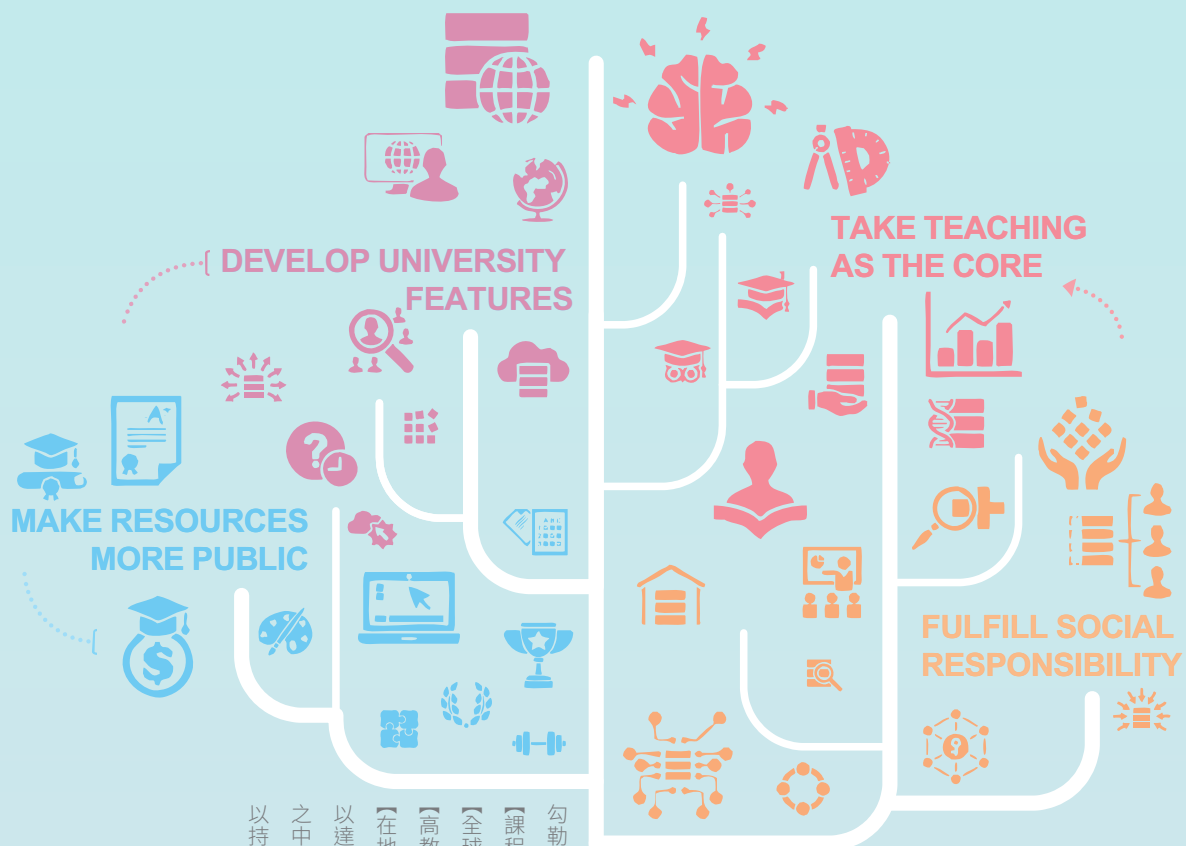 DEVELOP UNIVERSITY
FEATURES
TAKE TEACHING
AS THE CORE
MAKE RESOURCES
MORE PUBLIC
FULFILL SOCIAL
RESPONSIBILITY
勾勒
【課程
【全球
【高教
【在地
以達
之中
以持